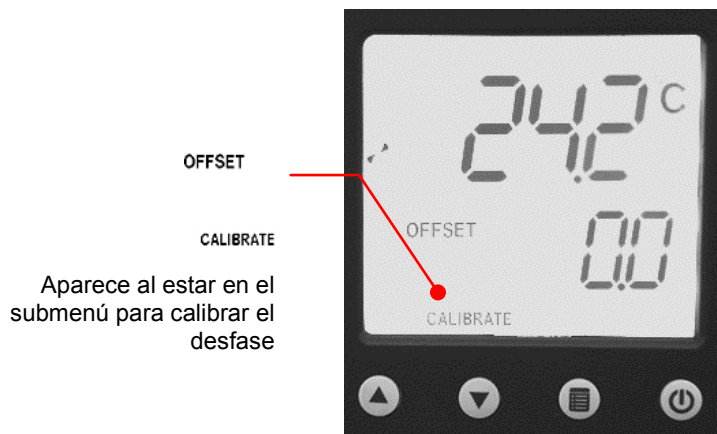 OFFSET
CALIBRATE
Aparece al estar en el
submenú para calibrar el
desfase
24.2 C
OFFSET
0.0
CALIBRATE